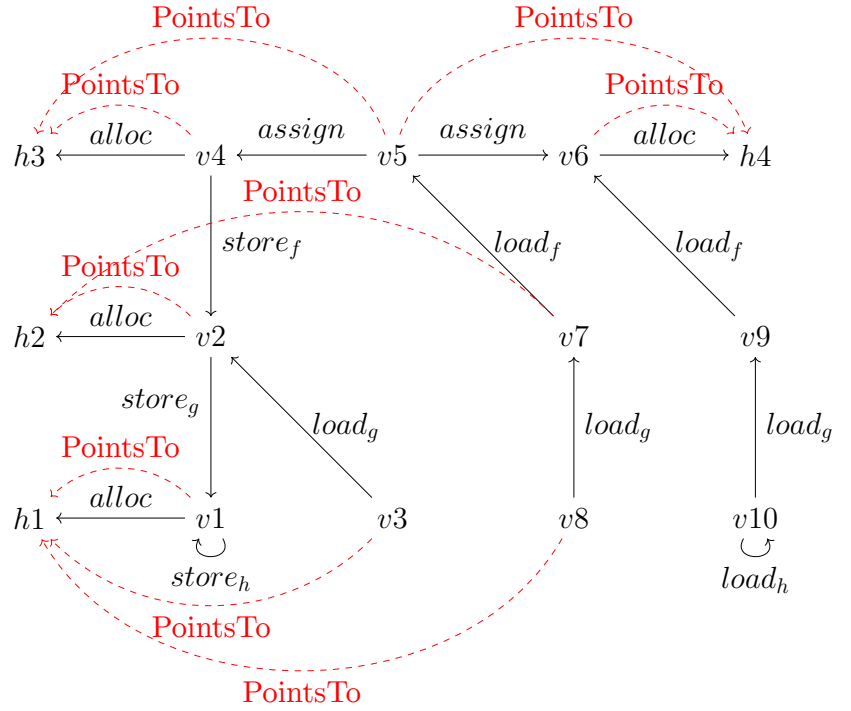 PointsTo PointsTo
PointsTo PointsTo
alloc assign assign alloc
h3 v4 v5 v6 h4
PointsTo
store_f load_f load_f
PointsTo
alloc
h2 v2 v7 v9
store_g load_g load_g load_g
PointsTo
alloc
h1 v1 v3 v8 v10
store_h load_h
PointsTo
PointsTo